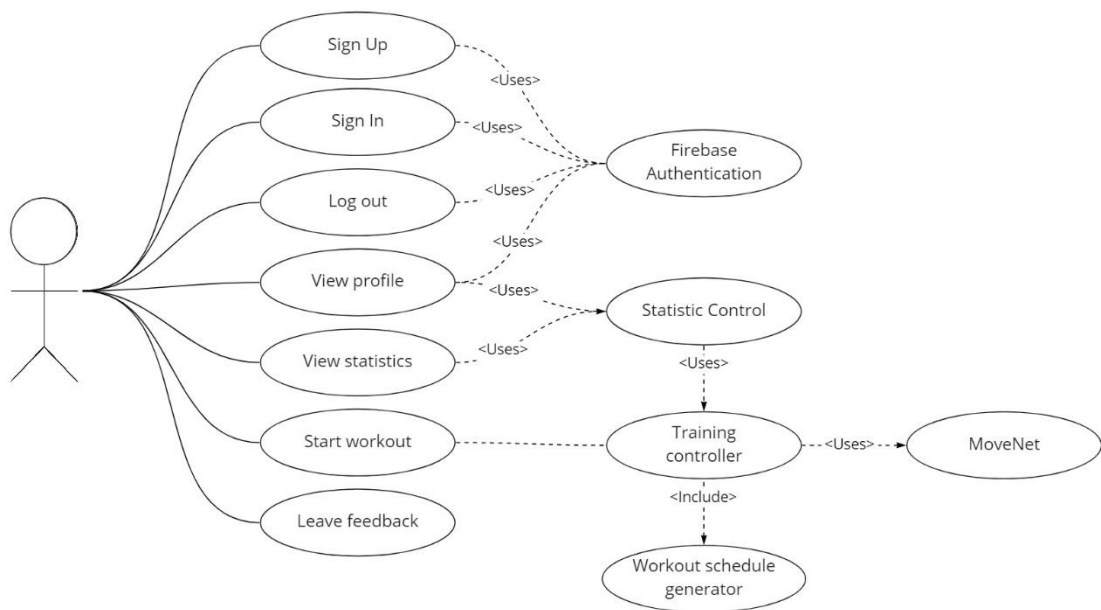 Sign Up
<Uses>
Sign In
<Uses>
Firebase
Authentication
Log out
<Uses>
<Uses>
View profile
<Uses>
Statistic Control
View statistics
<Uses>
<Uses>
Start workout
Training
controller
<Uses>
MoveNet
<Include>
Leave feedback
Workout schedule
generator